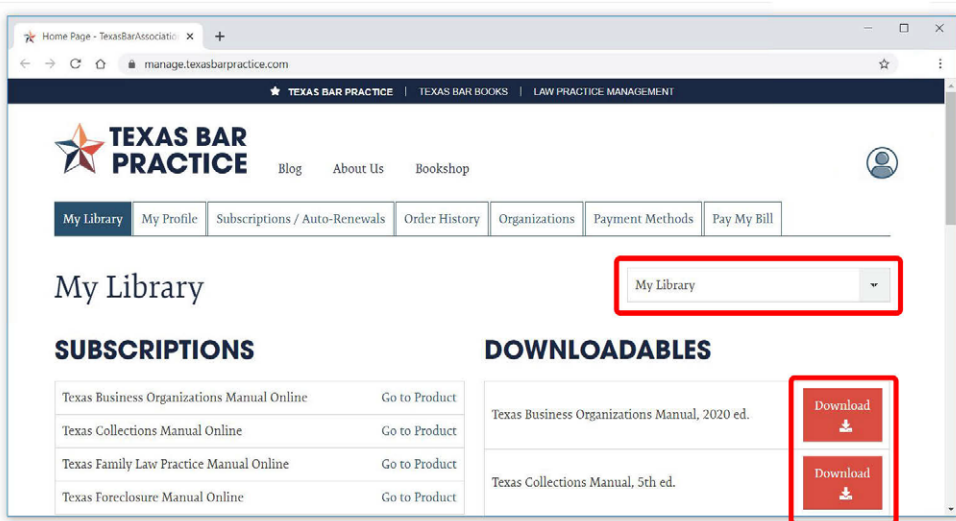 Home Page - TexasBarAssociatio
manage.texasbarpractice.com
TEXAS BAR PRACTICE | TEXAS BAR BOOKS | LAW PRACTICE MANAGEMENT
TEXAS BAR
PRACTICE
Blog About Us Bookshop
My Library My Profile Subscriptions / Auto-Renewals Order History Organizations Payment Methods Pay My Bill
My Library
My Library
SUBSCRIPTIONS
Texas Business Organizations Manual Online Go to Product
Texas Collections Manual Online Go to Product
Texas Family Law Practice Manual Online Go to Product
Texas Foreclosure Manual Online Go to Product
DOWNLOADABLES
Texas Business Organizations Manual, 2020 ed. Download
Texas Collections Manual, 5th ed. Download